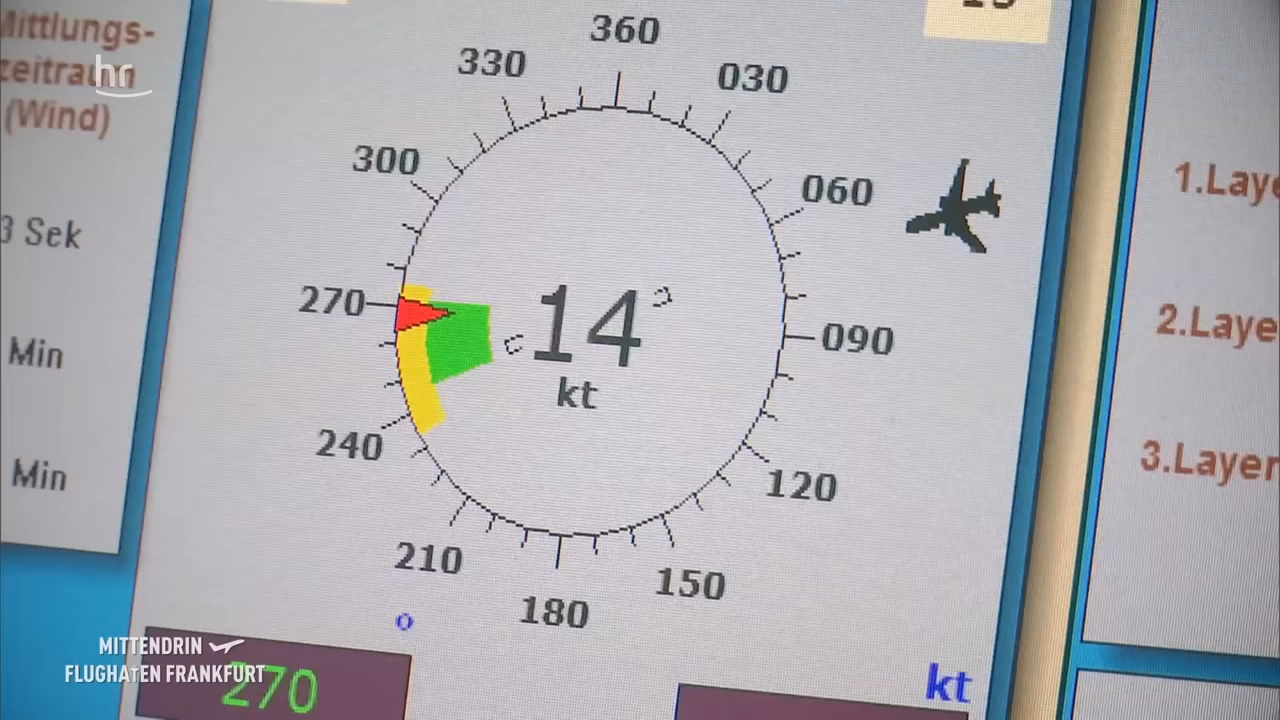 Mittlungs-
zeitraum
(Wind)
hr
3 Sek
Min
Min
360
330
030
300
060
270
14
kt
090
240
120
210
150
180
o
270
kt
1.Laye
2.Laye
3.Layer
MITTENDRIN
FLUGHAFEN FRANKFURT